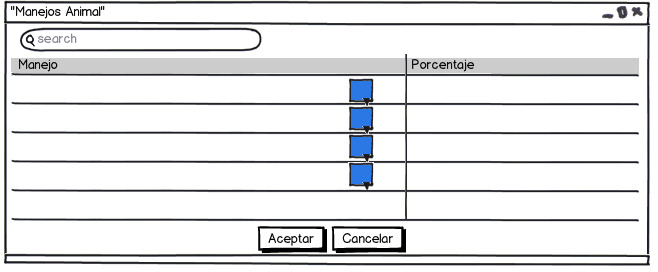 "Manejos Animal"
search
Manejo Porcentaje
Aceptar Cancelar